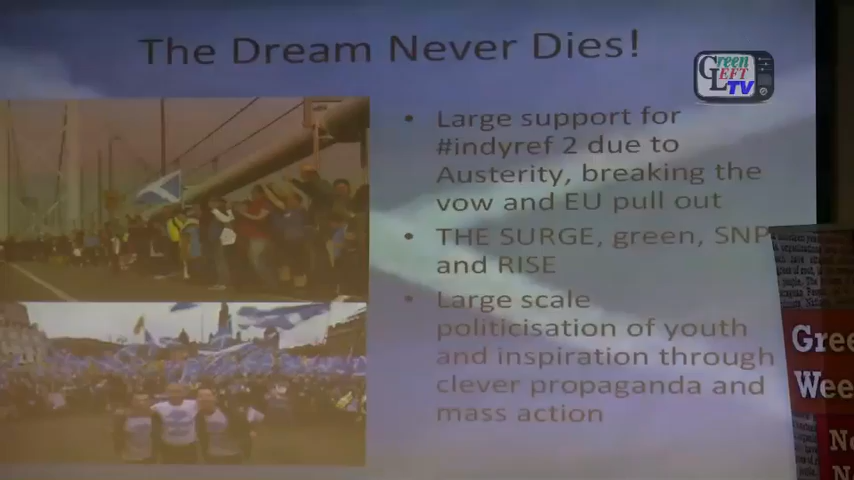 The Dream Never Dies!
Green
LEFT
TV
• Large support for
#indyref 2 due to
Austerity, breaking the
vow and EU pull out
• THE SURGE, green, SNP
and RISE
• Large scale
politicisation of youth
and inspiration through
clever propaganda and
mass action
Gree
Wee